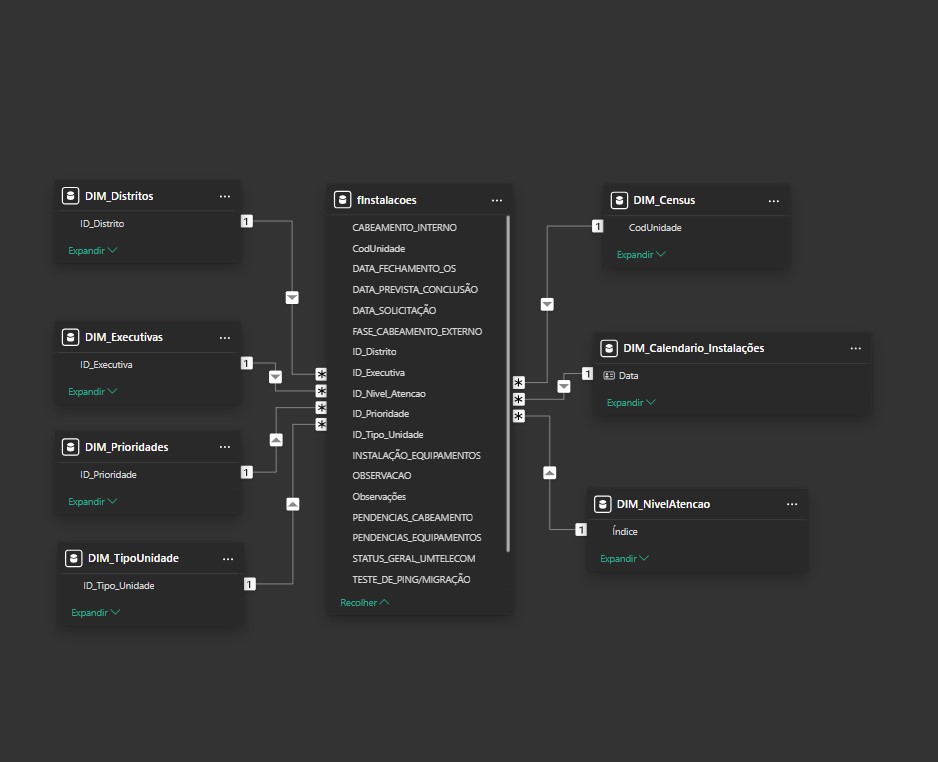 DIM_Distritos
ID_Distrito
Expandir
1
DIM_Executivas
ID_Executiva
Expandir
1
DIM_Prioridades
ID_Prioridade
Expandir
1
DIM_TipoUnidade
ID_Tipo_Unidade
Expandir
1
*
*
*
*
fInstalacoes
CABEAMENTO_INTERNO
CodUnidade
DATA_FECHAMENTO_OS
DATA_PREVISTA_CONCLUSÃO
DATA_SOLICITAÇÃO
FASE_CABEAMENTO_EXTERNO
ID_Distrito
ID_Executiva
ID_Nivel_Atencao
ID_Prioridade
ID_Tipo_Unidade
INSTALAÇÃO_EQUIPAMENTOS
OBSERVACAO
Observações
PENDENCIAS_CABEAMENTO
PENDENCIAS_EQUIPAMENTOS
STATUS_GERAL_UMTELECOM
TESTE_DE_PING/MIGRAÇÃO
Recolher
*
*
*
1
DIM_Census
CodUnidade
Expandir
1
DIM_Calendario_Instalações
Data
Expandir
1
DIM_NivelAtencao
Índice
Expandir